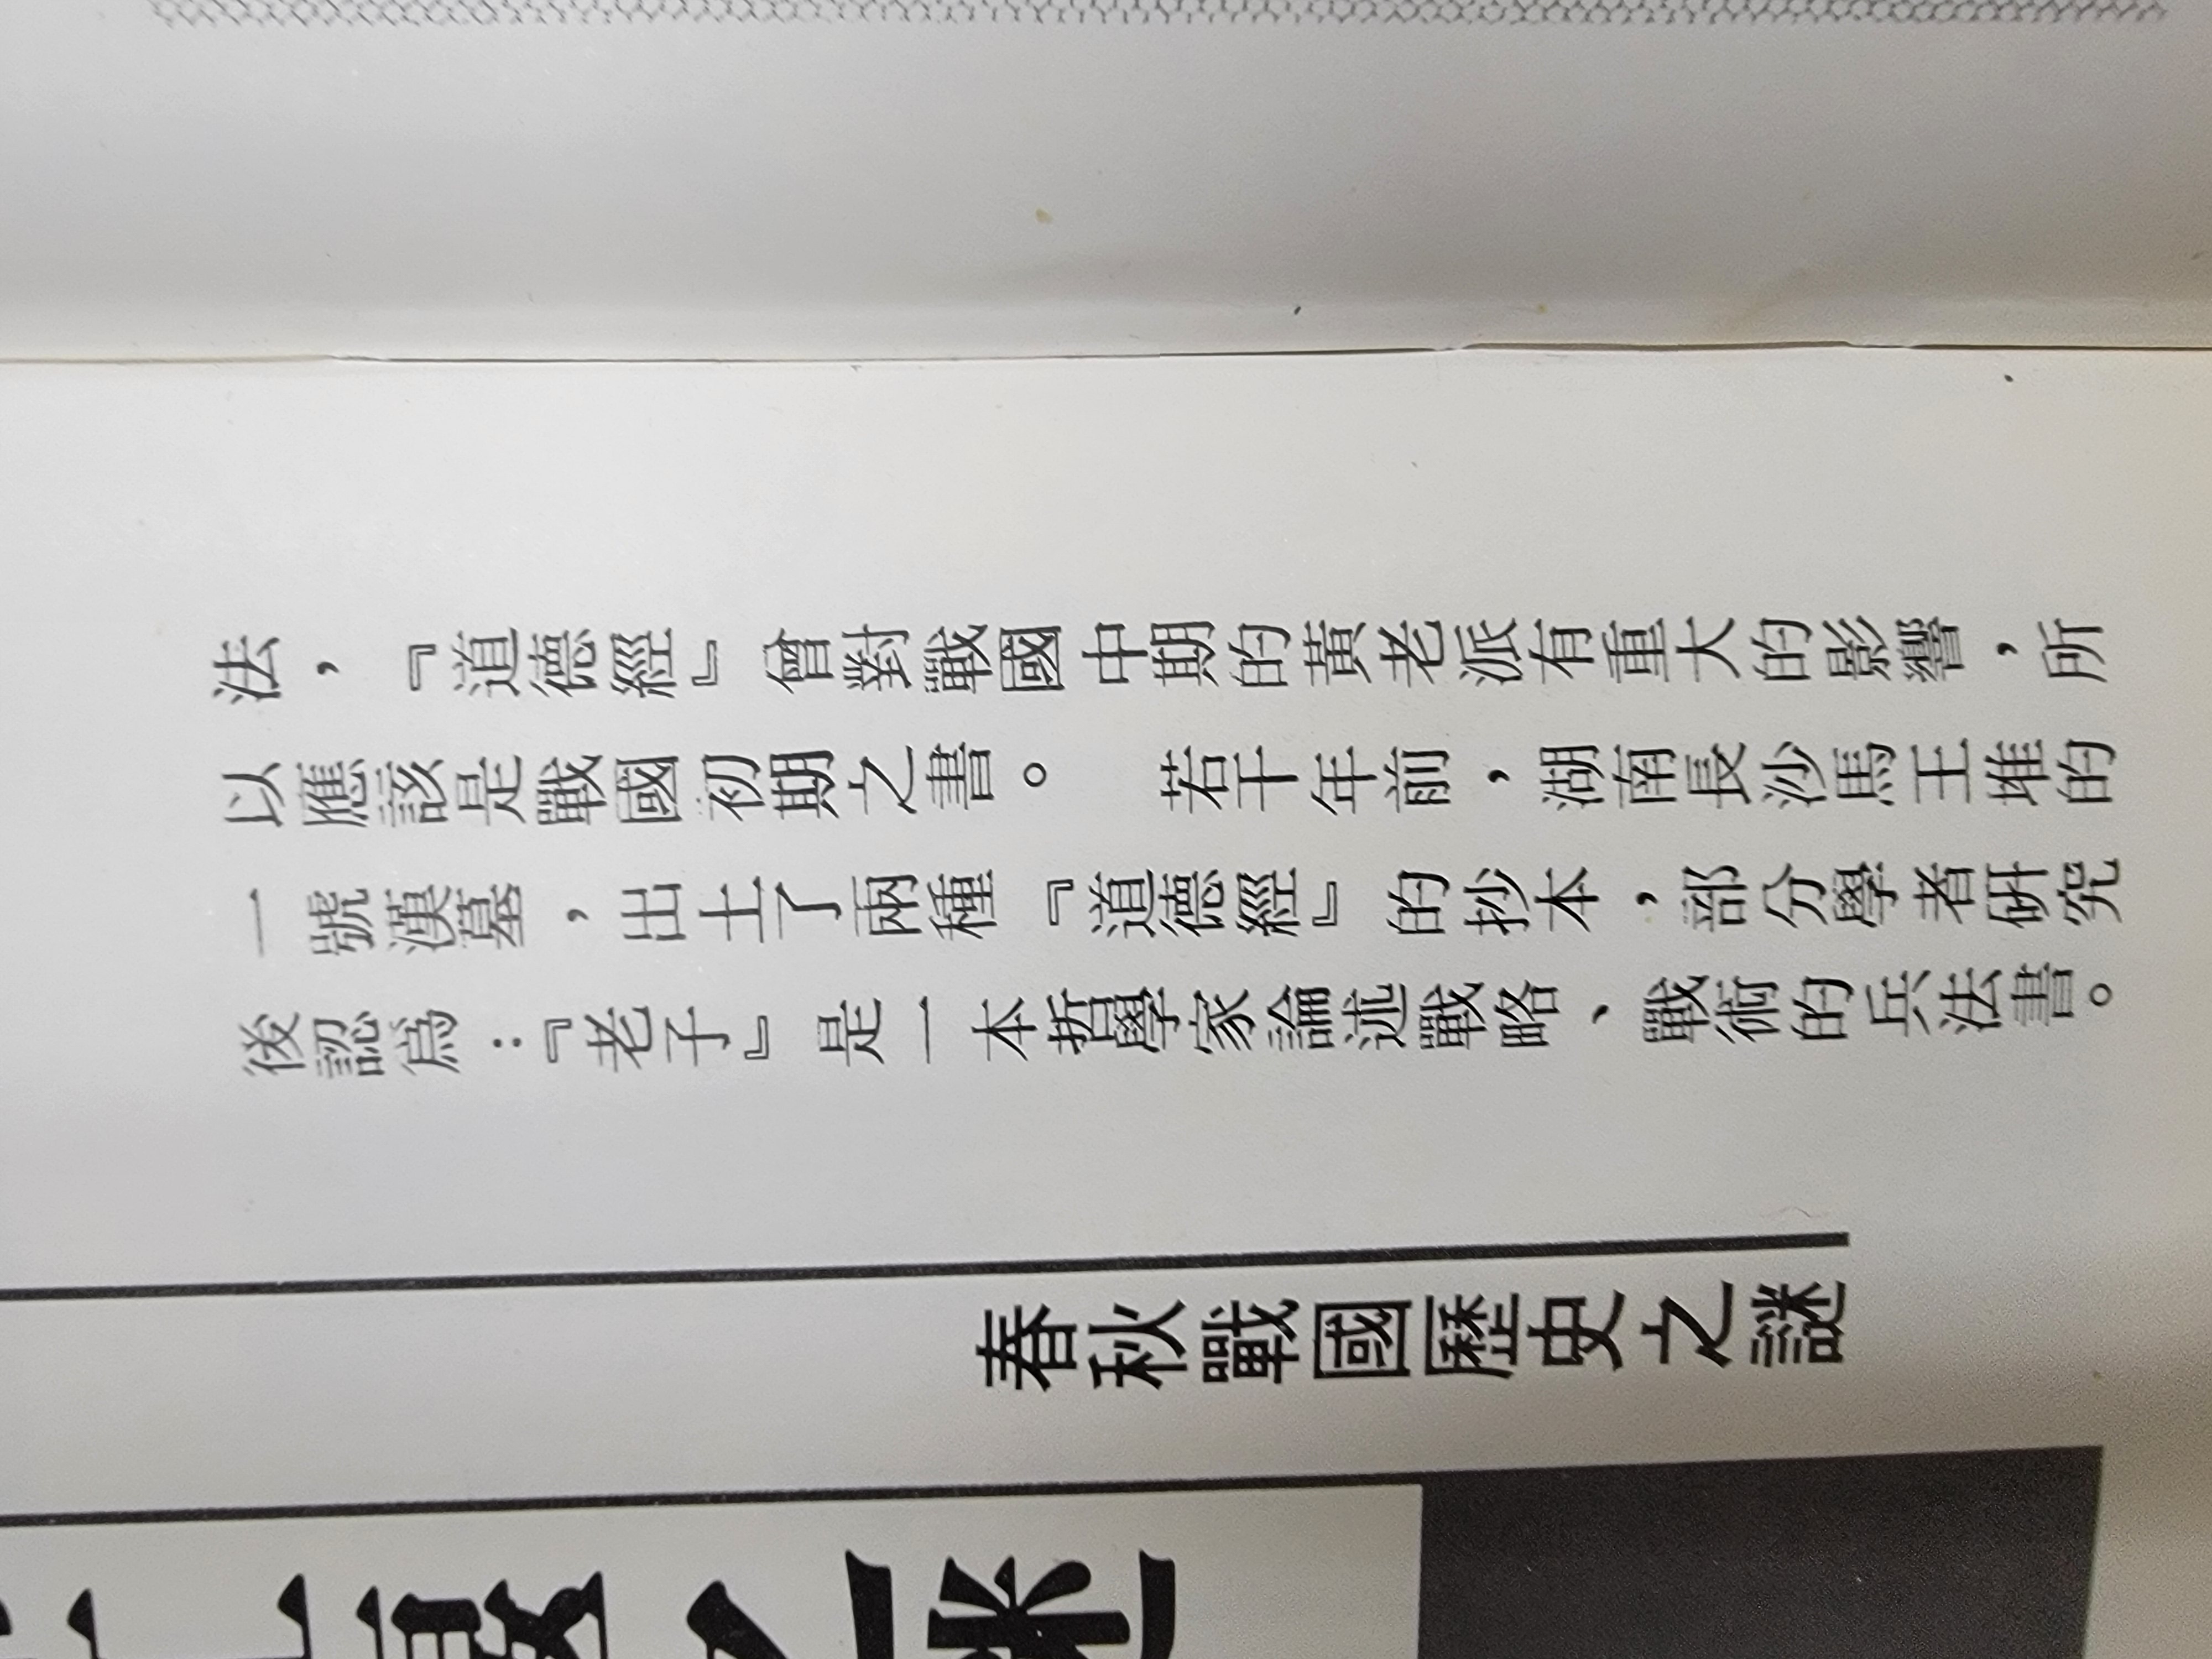 法，『道德經』曾對戰國中期的黃老派有重大的影響，所
以應該是戰國初期之書。　若干年前，湖南長沙馬王堆的
一號漢墓，出土了兩種『道德經』的抄本，部分學者研究
後認爲：『老子』是一本哲學家論述戰略、戰術的兵法書。
春秋戰國歷史之謎
之謎